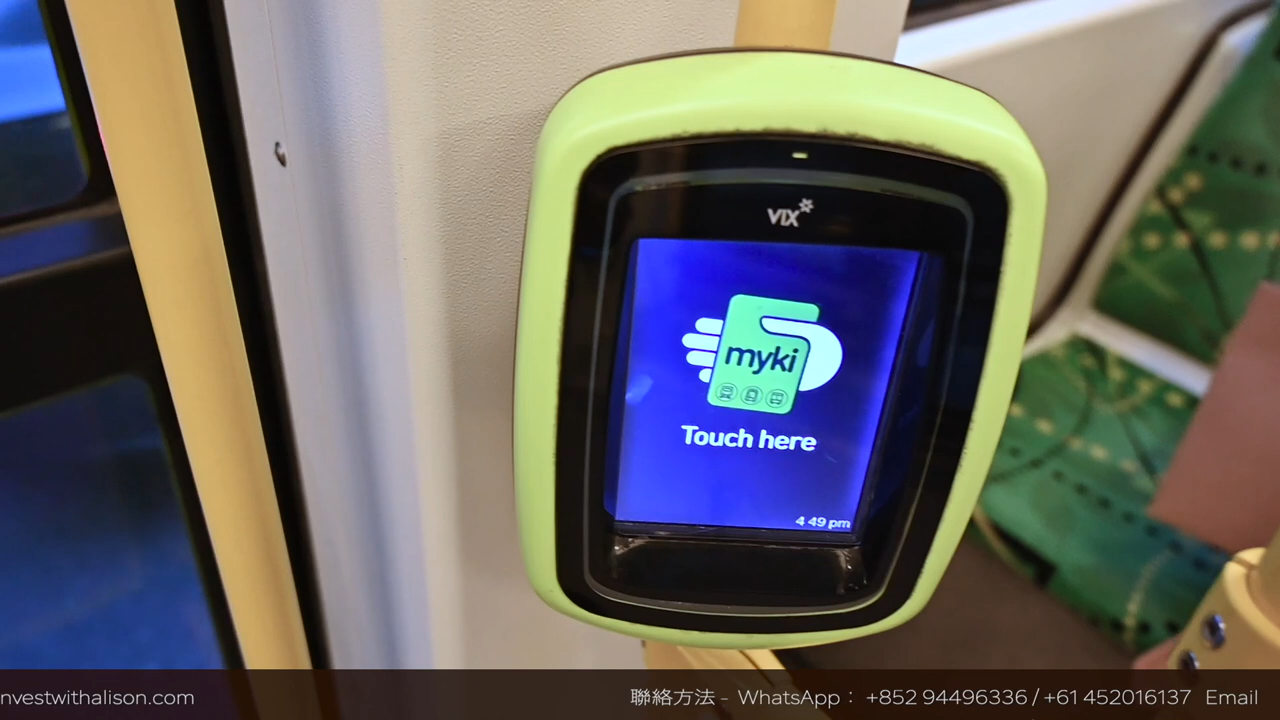 VIX
myki
Touch here
4 49 pm
nvestwithalison.com
聯絡方法 - WhatsApp： +852 94496336 / +61 452016137 Email